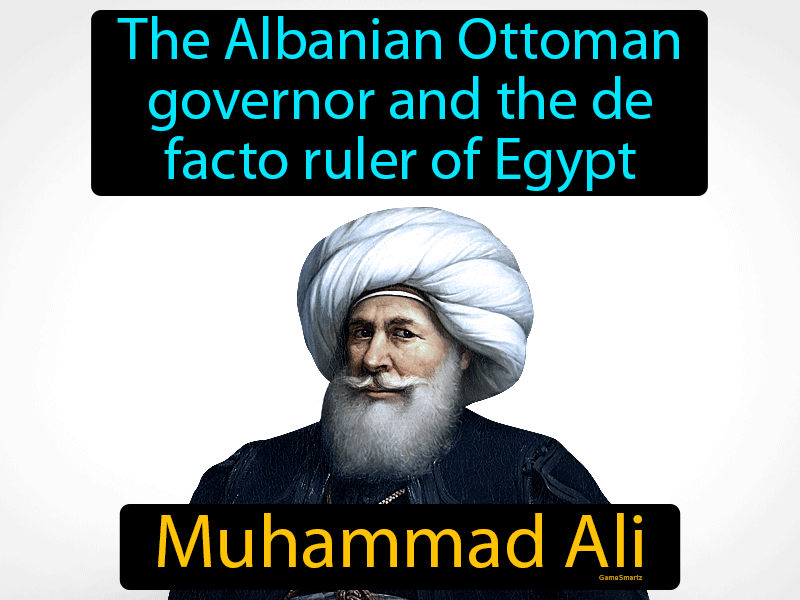 The Albanian Ottoman
governor and the de
facto ruler of Egypt
Muhammad Ali
GameSmartz